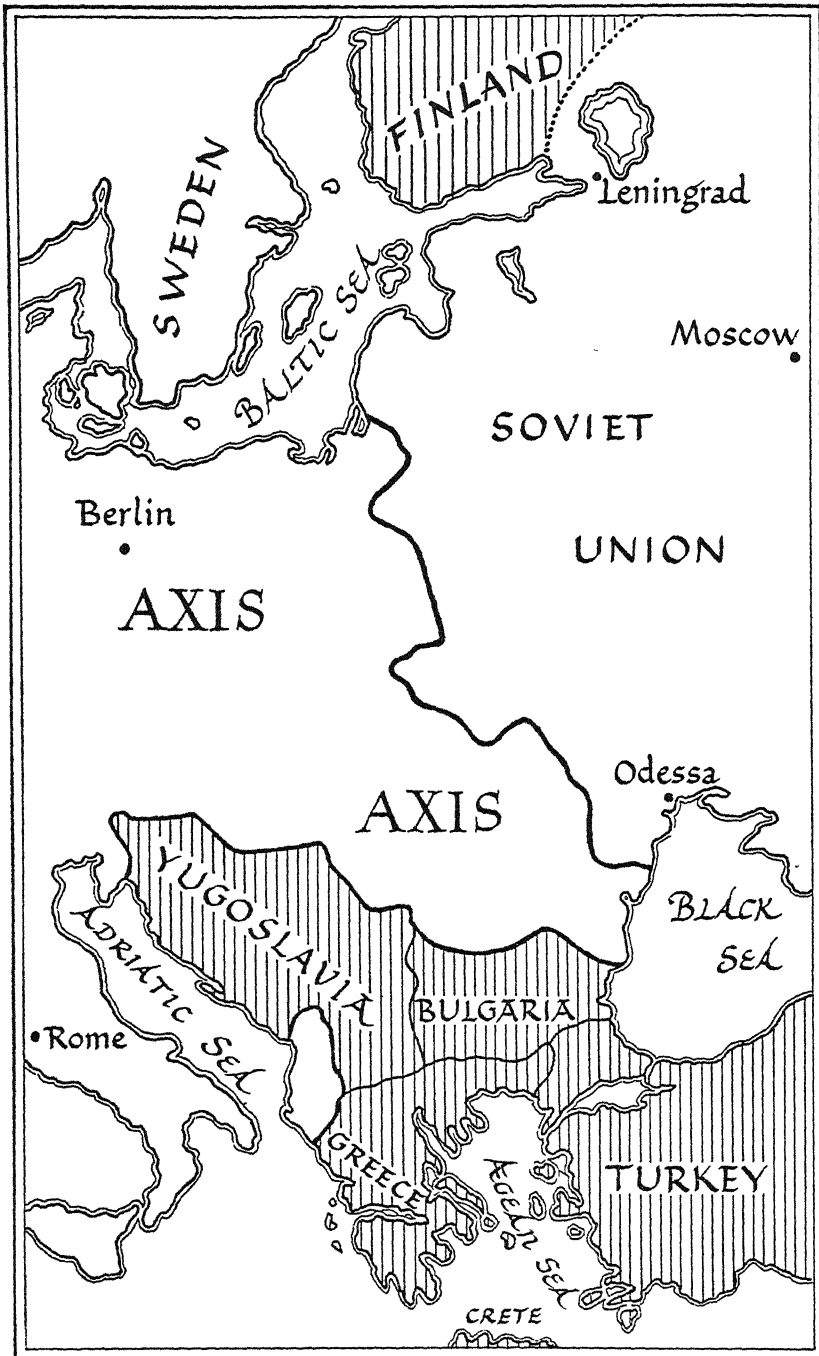 FINLAND
Leningrad
SWEDEN
BALTIC SEA
Moscow
SOVIET
UNION
Berlin
AXIS
Odessa
AXIS
YUGOSLAVIA
BLACK
SEA
ADRIATIC SEA
BULGARIA
Rome
GREECE
TURKEY
AEGEAN SEA
CRETE